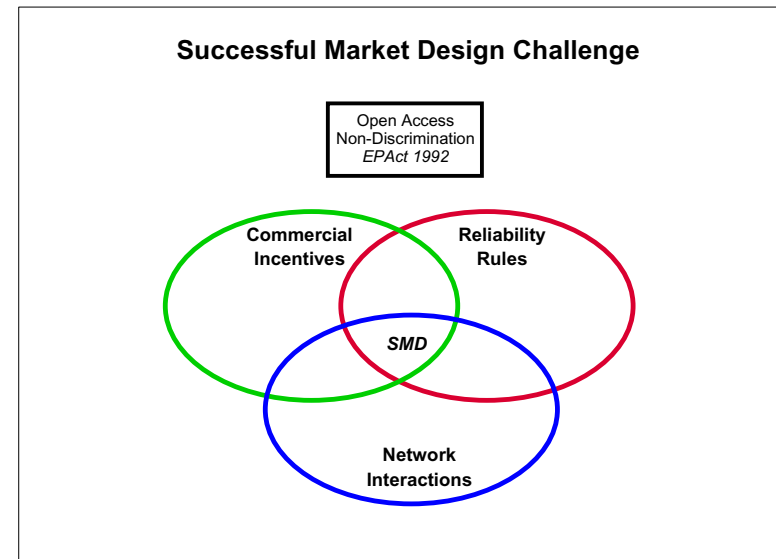 Successful Market Design Challenge
Open Access
Non-Discrimination
EPAct 1992
Commercial
Incentives
Reliability
Rules
SMD
Network
Interactions